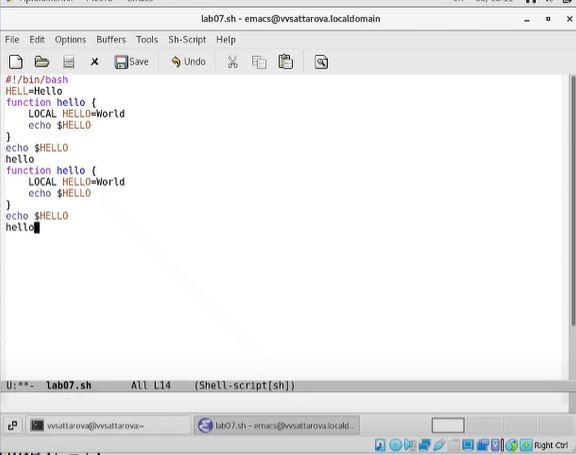 lab07.sh - emacs@vvsattarova.localdomain
File Edit Options Buffers Tools Sh-Script Help
Save Undo
#!/bin/bash
HELL=Hello
function hello {
LOCAL HELLO=World
echo $HELLO
}
echo $HELLO
hello
function hello {
LOCAL HELLO=World
echo $HELLO
}
echo $HELLO
hello
U:**- lab07.sh All L14 (Shell-script[sh])
vvsattarova@vvsattarova:~ lab07.sh - emacs@vvsattarova.locald...
Right Ctrl